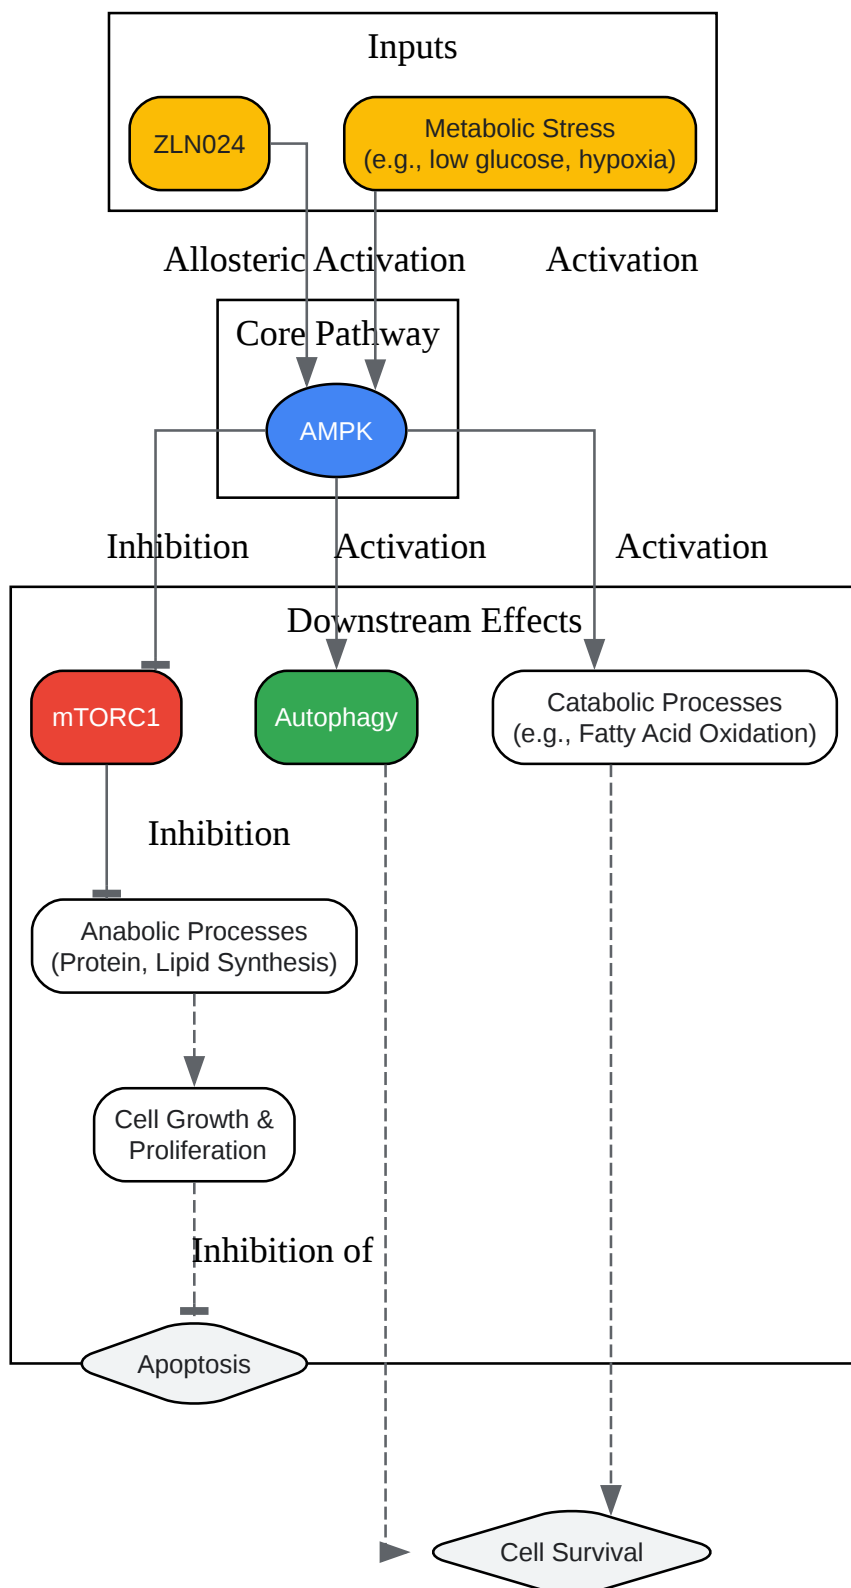 Inputs
ZLN024
Metabolic Stress
(e.g., low glucose, hypoxia)
Allosteric Activation
Activation
Core Pathway
AMPK
Inhibition
Activation
Activation
Downstream Effects
mTORC1
Autophagy
Catabolic Processes
(e.g., Fatty Acid Oxidation)
Inhibition
Anabolic Processes
(Protein, Lipid Synthesis)
Cell Growth &
Proliferation
Inhibition of
Apoptosis
Cell Survival